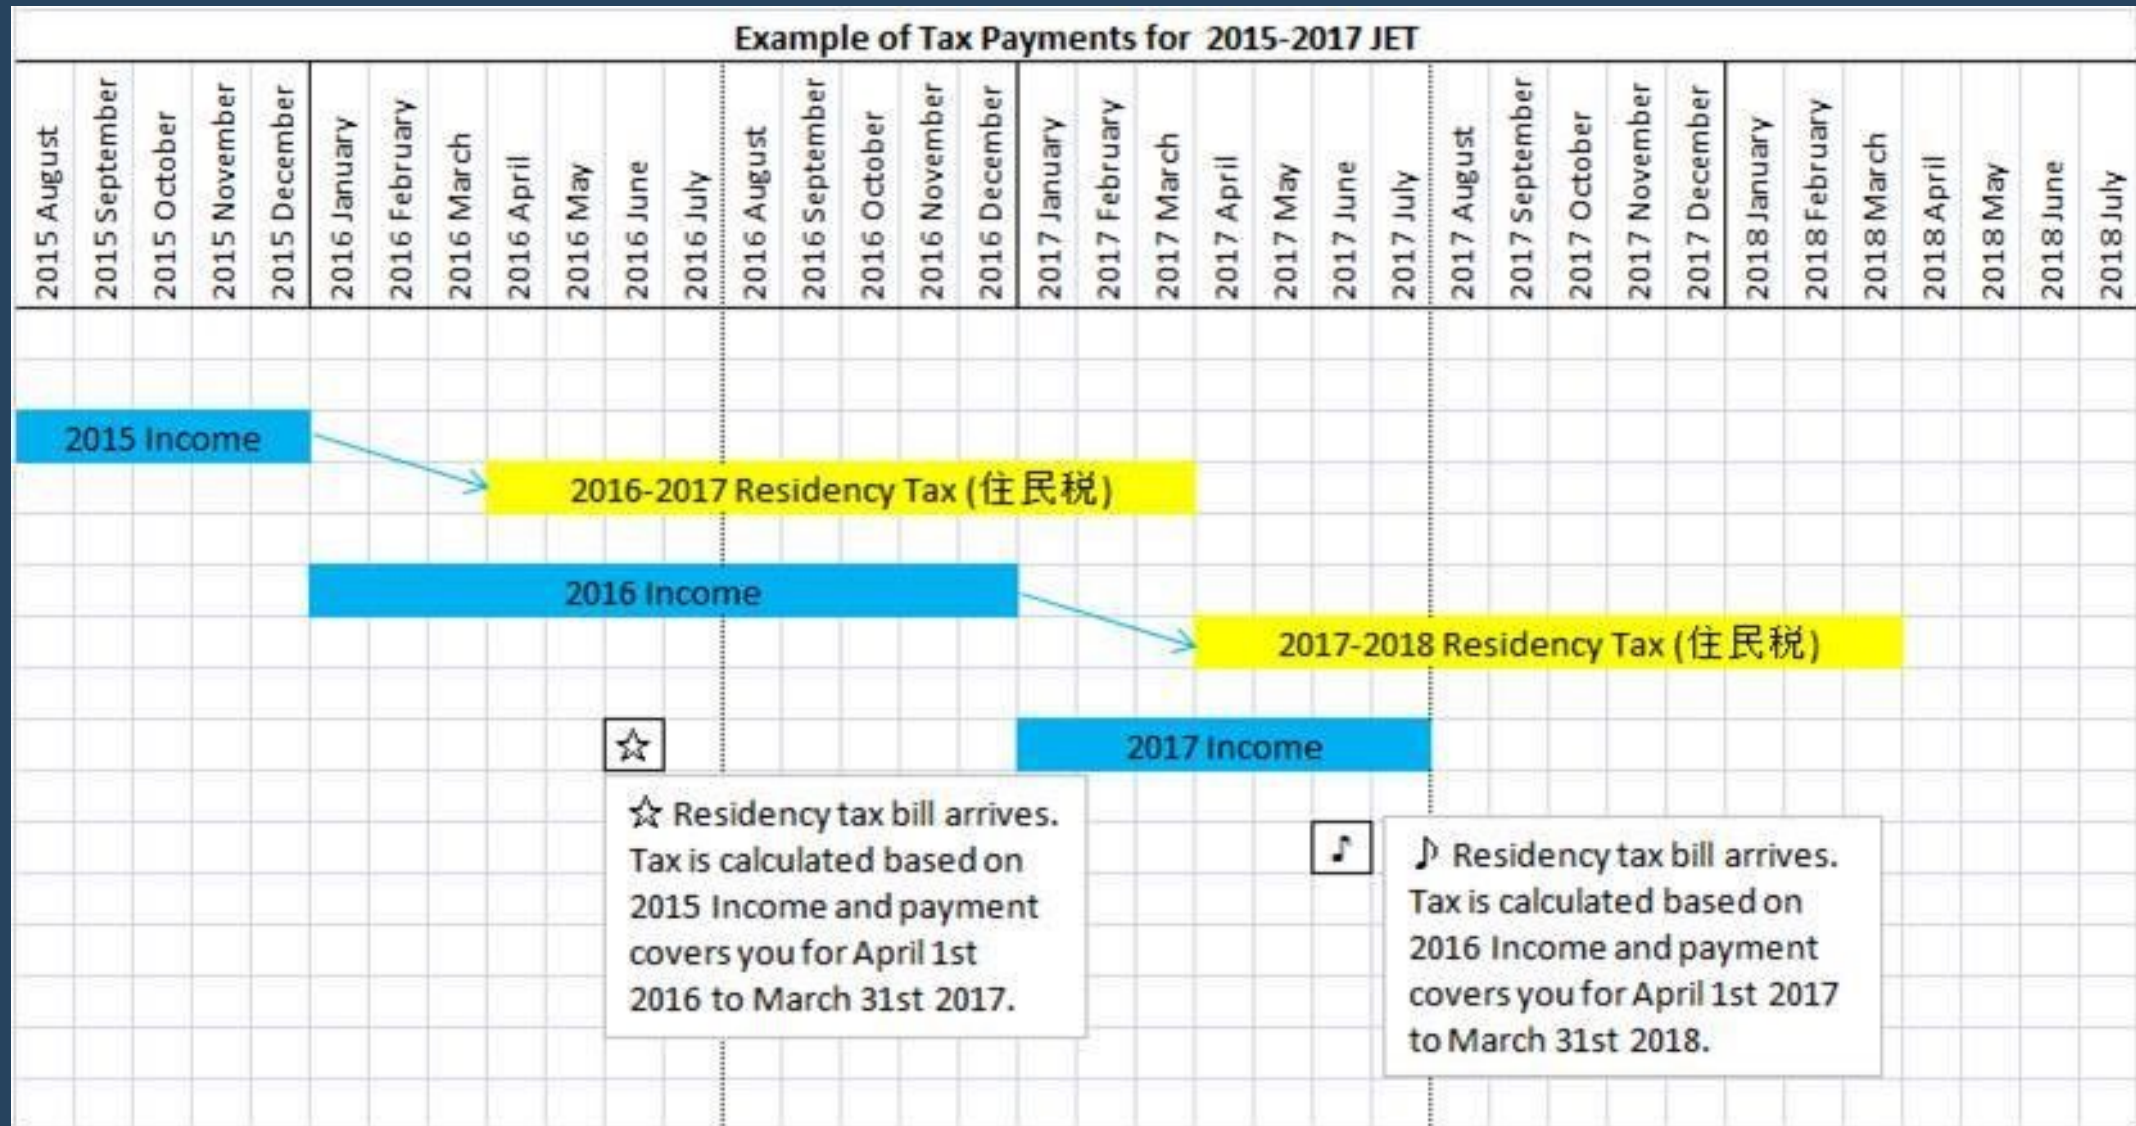 Example of Tax Payments for 2015-2017 JET
2015 August
2015 September
2015 October
2015 November
2015 December
2016 January
2016 February
2016 March
2016 April
2016 May
2016 June
2016 July
2016 August
2016 September
2016 October
2016 November
2016 December
2017 January
2017 February
2017 March
2017 April
2017 May
2017 June
2017 July
2017 August
2017 September
2017 October
2017 November
2017 December
2018 January
2018 February
2018 March
2018 April
2018 May
2018 June
2018 July
2015 Income
2016-2017 Residency Tax (住民税)
2016 Income
2017-2018 Residency Tax (住民税)
☆
2017 Income
☆ Residency tax bill arrives.
Tax is calculated based on
2015 Income and payment
covers you for April 1st
2016 to March 31st 2017.
♪
♪ Residency tax bill arrives.
Tax is calculated based on
2016 Income and payment
covers you for April 1st 2017
to March 31st 2018.